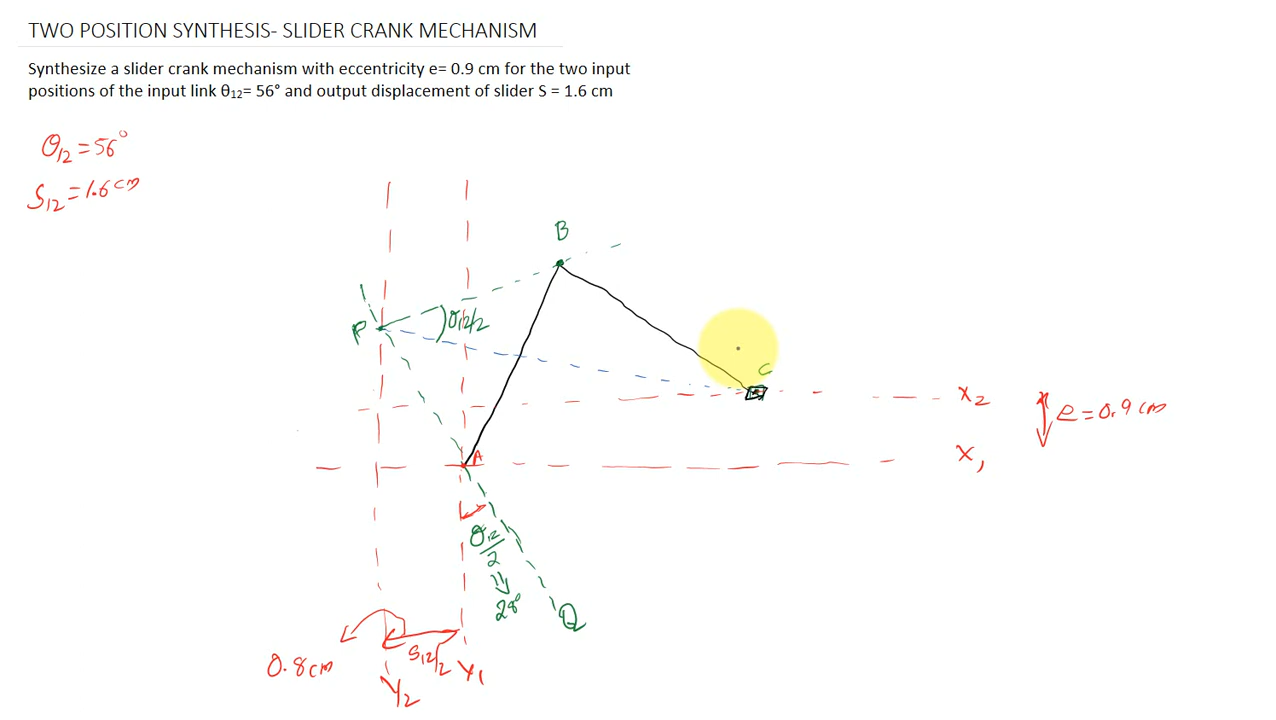 TWO POSITION SYNTHESIS- SLIDER CRANK MECHANISM
Synthesize a slider crank mechanism with eccentricity e= 0.9 cm for the two input
positions of the input link θ₁₂= 56° and output displacement of slider S = 1.6 cm
θ₁₂ = 56°
S₁₂ = 1.6 cm
B
P
θ₁₂/2
C
X₂
e = 0.9 cm
A
X₁
θ₁₂/2
⇓
28°
Q
0.8 cm
S₁₂/2
Y₁
Y₂